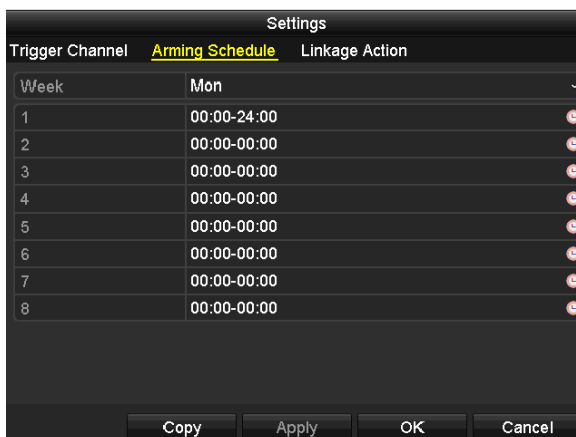 Settings
Trigger Channel Arming Schedule Linkage Action
Week Mon
1 00:00-24:00
2 00:00-00:00
3 00:00-00:00
4 00:00-00:00
5 00:00-00:00
6 00:00-00:00
7 00:00-00:00
8 00:00-00:00
Copy Apply OK Cancel